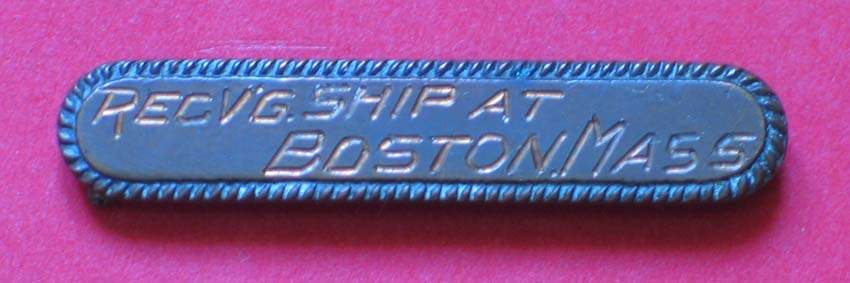 RECV'G. SHIP AT
BOSTON. MASS